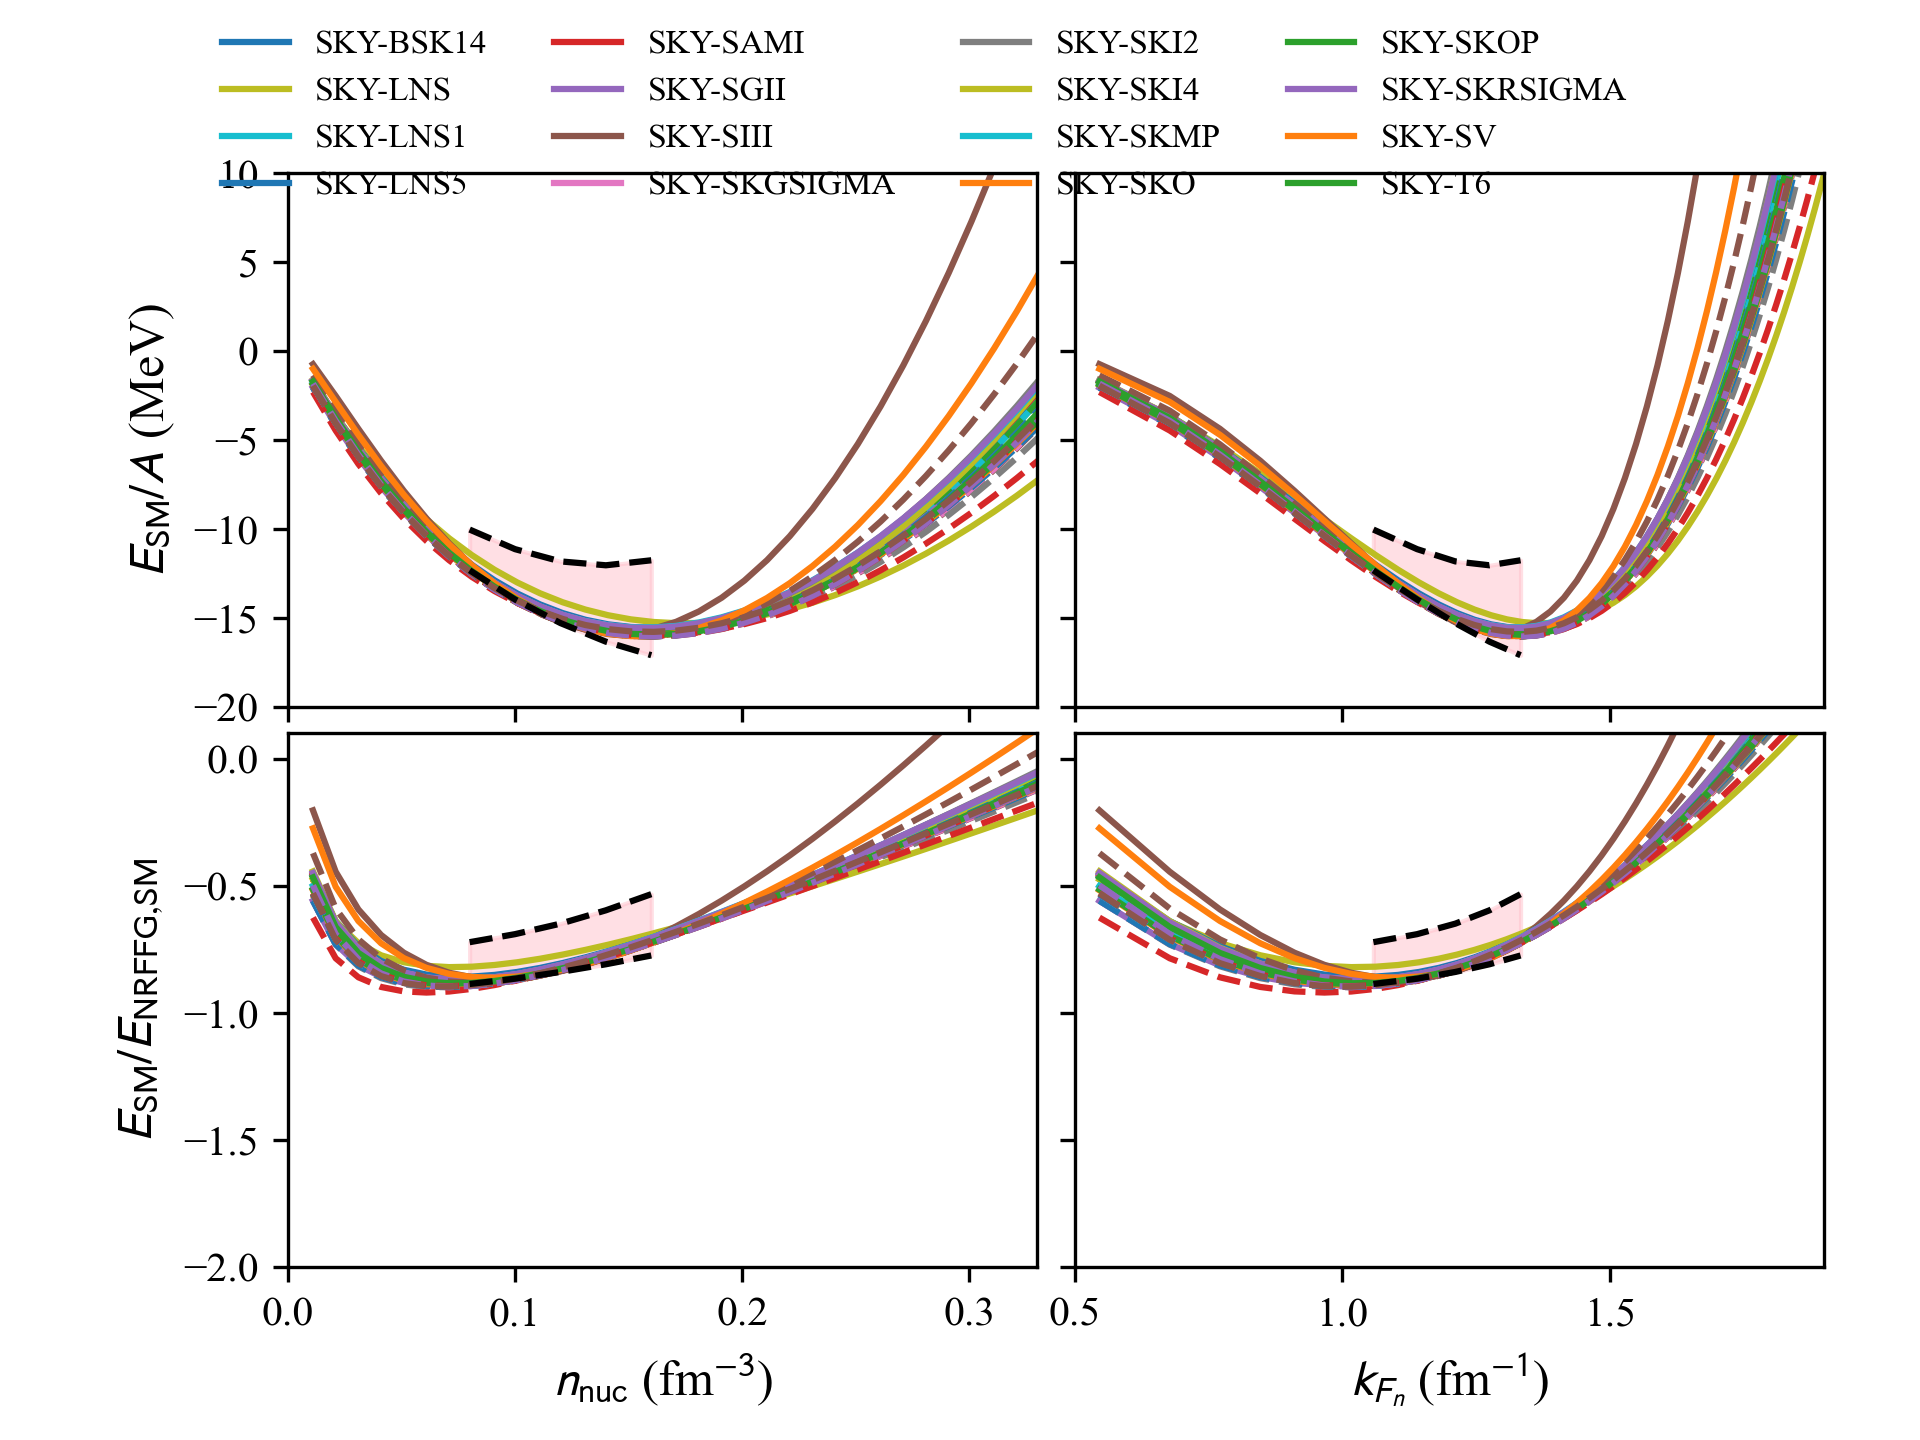 SKY-BSK14 SKY-SAMI SKY-SKI2 SKY-SKOP
SKY-LNS SKY-SGII SKY-SKI4 SKY-SKRSIGMA
SKY-LNS1 SKY-SIII SKY-SKMP SKY-SV
SKY-LNS5 SKY-SKGSIGMA SKY-SKO SKY-T6
10
5
0
−5
−10
−15
−20
E_SM/A (MeV)
0.0
−0.5
−1.0
−1.5
−2.0
E_SM/E_NRFFG,SM
0.0 0.1 0.2 0.3 0.5 1.0 1.5
n_nuc (fm⁻³) k_{F_n} (fm⁻¹)